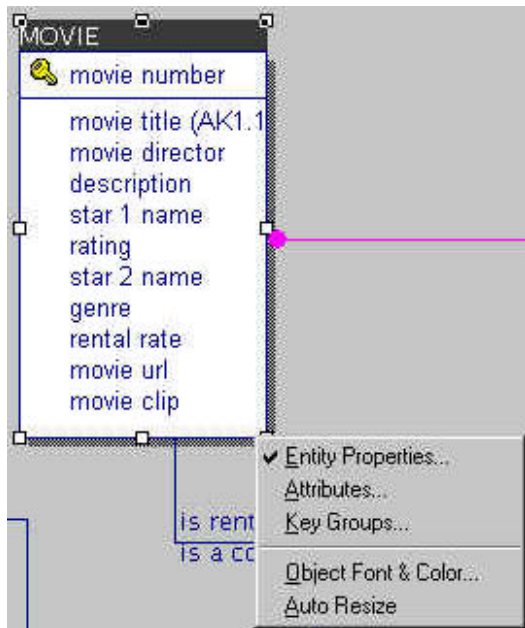 MOVIE
movie number
movie title (AK1.1
movie director
description
star 1 name
rating
star 2 name
genre
rental rate
movie url
movie clip
is rent
is a co
Entity Properties...
Attributes...
Key Groups...
Object Font & Color...
Auto Resize